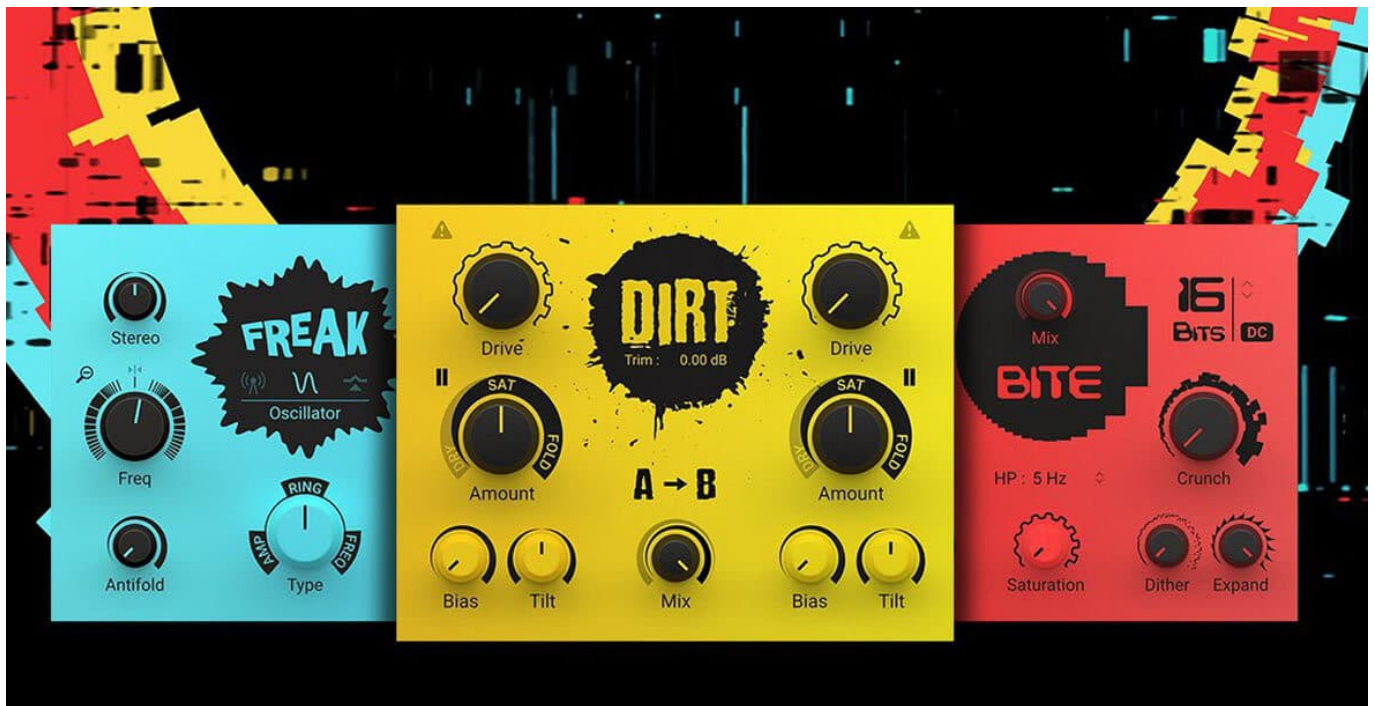 Stereo
FREAK
Oscillator
Freq
RING
AMP
FREQ
Antifold
Type
DIRT
Trim : 0.00 dB
Drive
Drive
SAT
DRY
FOLD
Amount
A → B
SAT
DRY
FOLD
Amount
Bias
Tilt
Mix
Bias
Tilt
Mix
BITE
16
BITS
DC
HP : 5 Hz
Crunch
Saturation
Dither
Expand